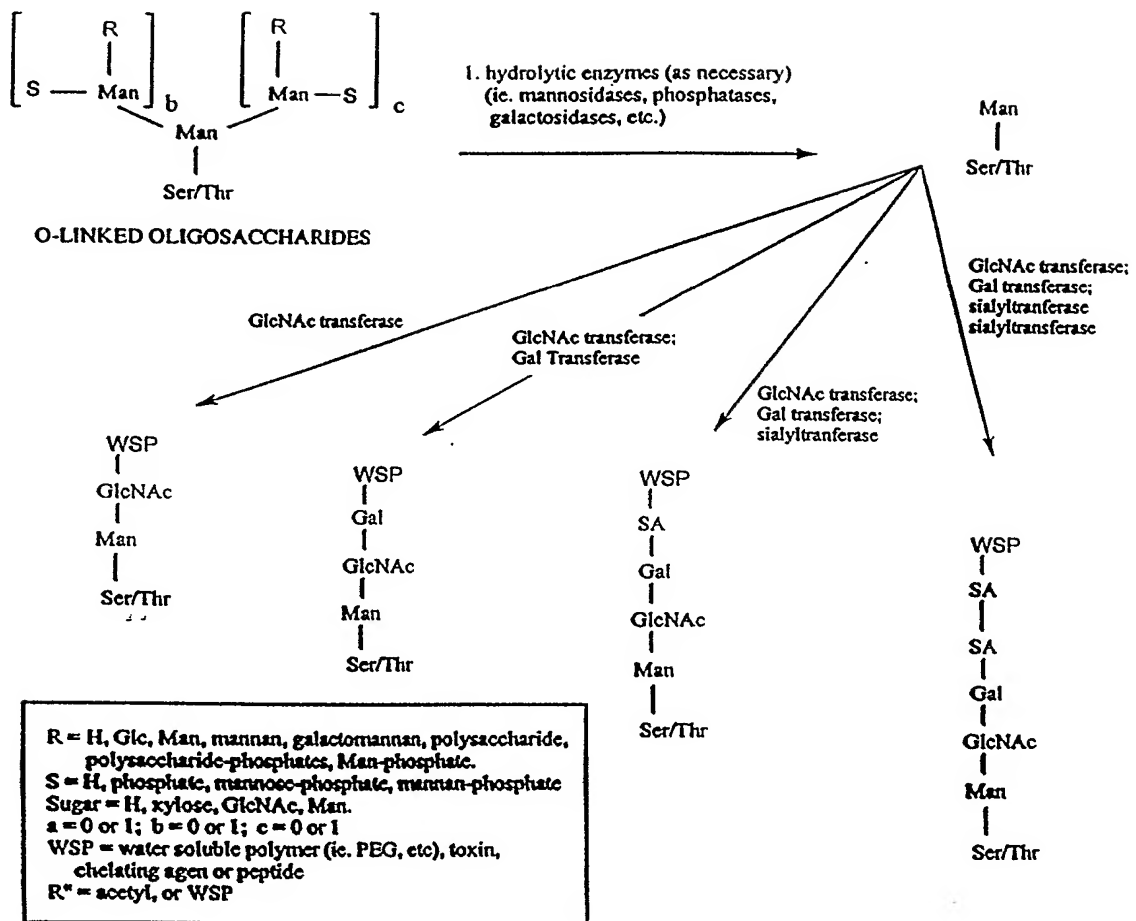 R
R
S
Man
b
Man
S
c
Man
Ser/Thr
O-LINKED OLIGOSACCHARIDES
1. hydrolytic enzymes (as necessary)
(ie. mannosidases, phosphatases,
galactosidases, etc.)
Man
Ser/Thr
GlcNAc transferase
GlcNAc transferase;
Gal Transferase
GlcNAc transferase;
Gal transferase;
sialyltranferase
GlcNAc transferase;
Gal transferase;
sialyltranferase
sialyltransferase
WSP
GlcNAc
Man
Ser/Thr
WSP
Gal
GlcNAc
Man
Ser/Thr
WSP
SA
Gal
GlcNAc
Man
Ser/Thr
WSP
SA
SA
Gal
GlcNAc
Man
Ser/Thr
R = H, Glc, Man, mannan, galactomannan, polysaccharide,
polysaccharide-phosphates, Man-phosphate.
S = H, phosphate, mannose-phosphate, mannan-phosphate
Sugar = H, xylose, GlcNAc, Man.
a = 0 or 1; b = 0 or 1; c = 0 or 1
WSP = water soluble polymer (ie. PEG, etc), toxin,
chelating agen or peptide
R" = acetyl, or WSP